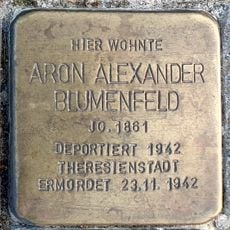 HIER WOHNTE
ARON ALEXANDER
BLUMENFELD
JG. 1861
DEPORTIERT 1942
THERESIENSTADT
ERMORDET 23.11.1942